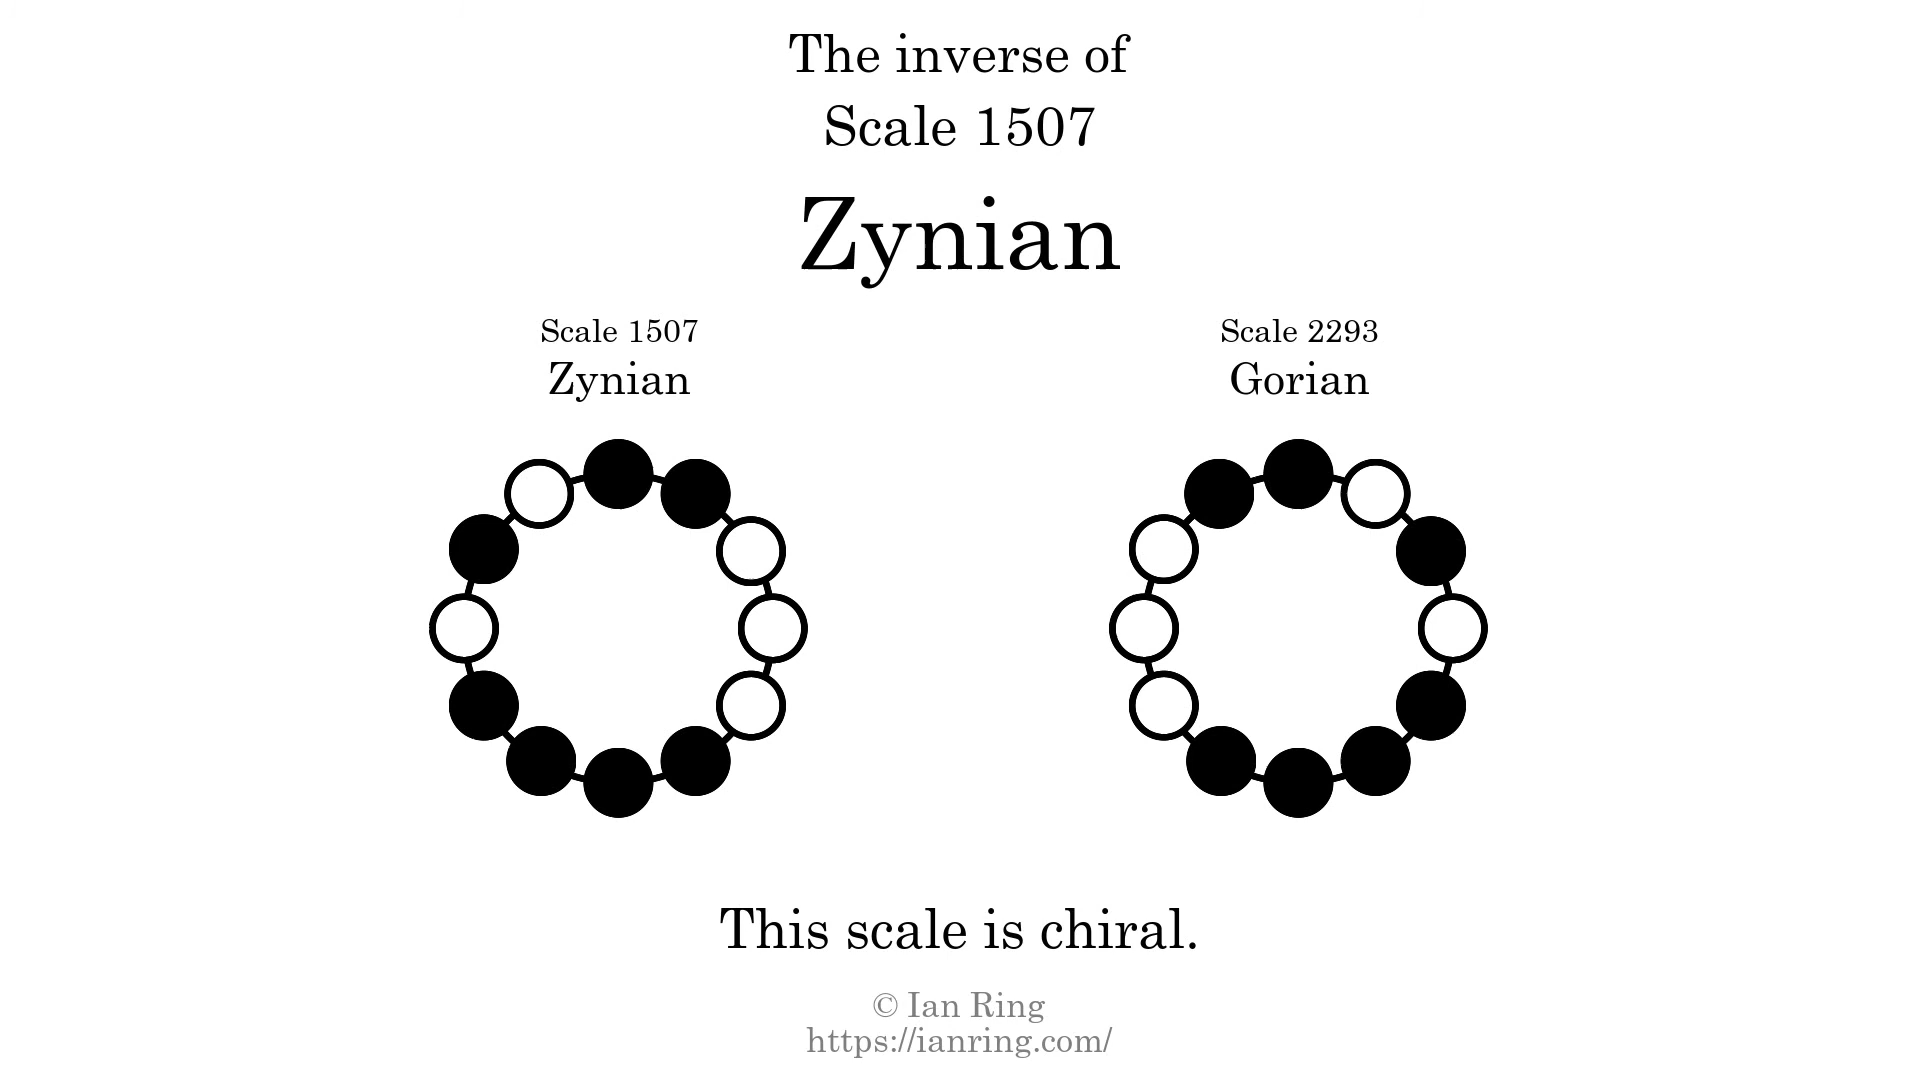 The inverse of
Scale 1507
Zynian
Scale 1507
Zynian
Scale 2293
Gorian
This scale is chiral.
© Ian Ring
https://ianring.com/